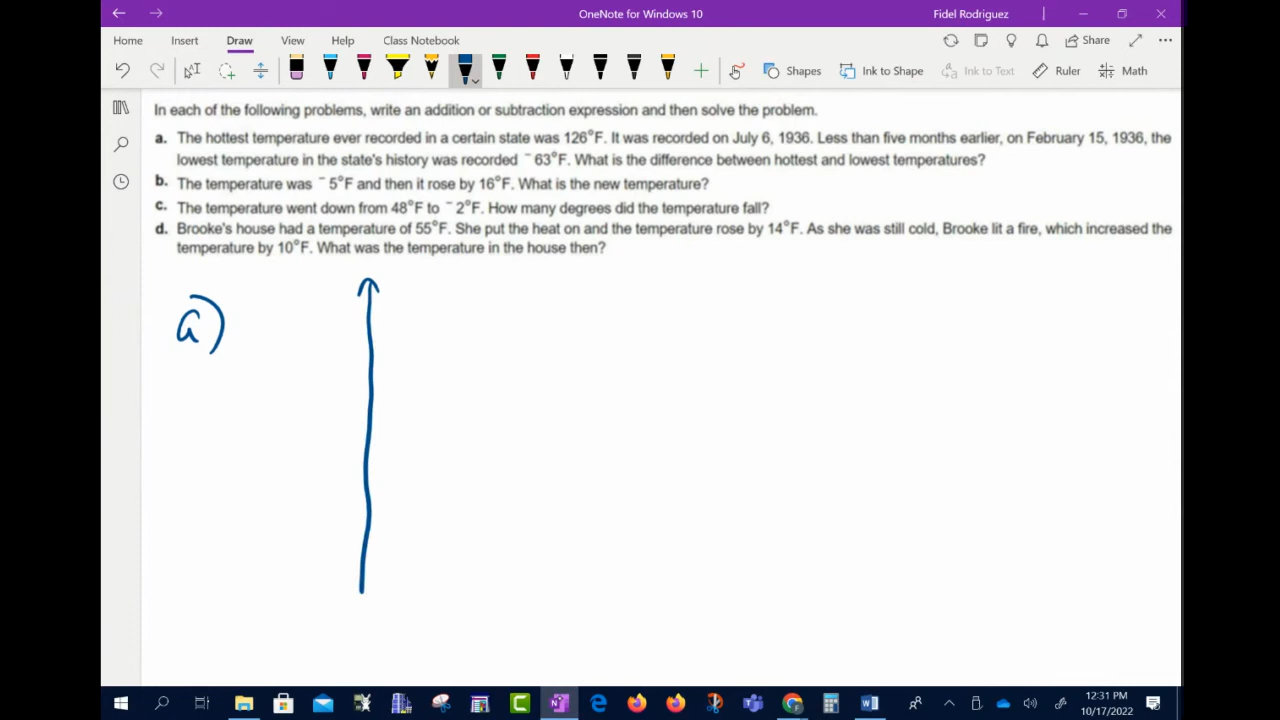 OneNote for Windows 10
Fidel Rodriguez
Home Insert Draw View Help Class Notebook
Share
Shapes Ink to Shape Ink to Text Ruler Math
In each of the following problems, write an addition or subtraction expression and then solve the problem.
a. The hottest temperature ever recorded in a certain state was 126°F. It was recorded on July 6, 1936. Less than five months earlier, on February 15, 1936, the
lowest temperature in the state's history was recorded ⁻63°F. What is the difference between hottest and lowest temperatures?
b. The temperature was ⁻5°F and then it rose by 16°F. What is the new temperature?
c. The temperature went down from 48°F to ⁻2°F. How many degrees did the temperature fall?
d. Brooke's house had a temperature of 55°F. She put the heat on and the temperature rose by 14°F. As she was still cold, Brooke lit a fire, which increased the
temperature by 10°F. What was the temperature in the house then?
a)
12:31 PM
10/17/2022